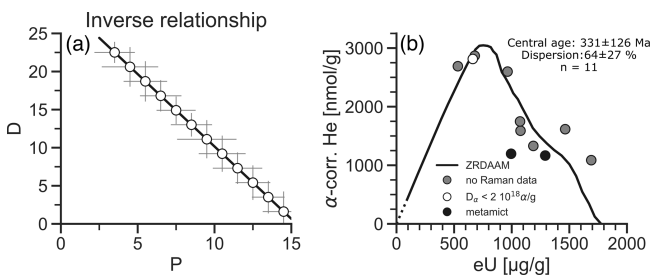 Inverse relationship
(a)
D
25
20
15
10
5
0
0
5
10
15
P
(b)
α-corr. He [nmol/g]
3000
2000
1000
0
0
500
1000
1500
2000
eU [µg/g]
Central age: 331±126 Ma
Dispersion:64±27 %
n = 11
ZRDAAM
no Raman data
Dα < 2 10¹⁸α/g
metamict